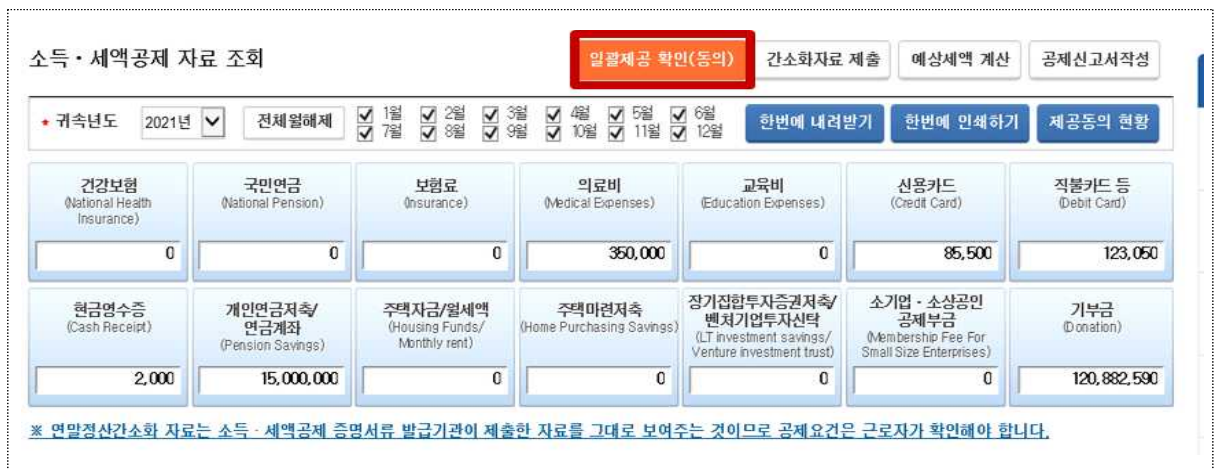 소득・세액공제 자료 조회
일괄제공 확인(동의)
간소화자료 제출
예상세액 계산
공제신고서작성
* 귀속년도 2021년 전체월해제
1월 2월 3월 4월 5월 6월
7월 8월 9월 10월 11월 12월
한번에 내려받기
한번에 인쇄하기
제공동의 현황
건강보험
(National Health
Insurance)
0
국민연금
(National Pension)
0
보험료
(Insurance)
0
의료비
(Medical Expenses)
350,000
교육비
(Education Expenses)
0
신용카드
(Credit Card)
85,500
직불카드 등
(Debit Card)
123,050
현금영수증
(Cash Receipt)
2,000
개인연금저축/
연금계좌
(Pension Savings)
15,000,000
주택자금/월세액
(Housing Funds/
Monthly rent)
0
주택마련저축
(Home Purchasing Savings)
0
장기집합투자증권저축/
벤처기업투자신탁
(LT investment savings/
Venture investment trust)
0
소기업・소상공인
공제부금
(Membership Fee For
Small Size Enterprises)
0
기부금
(Donation)
120,882,590
※ 연말정산간소화 자료는 소득・세액공제 증명서류 발급기관이 제출한 자료를 그대로 보여주는 것이므로 공제요건은 근로자가 확인해야 합니다.